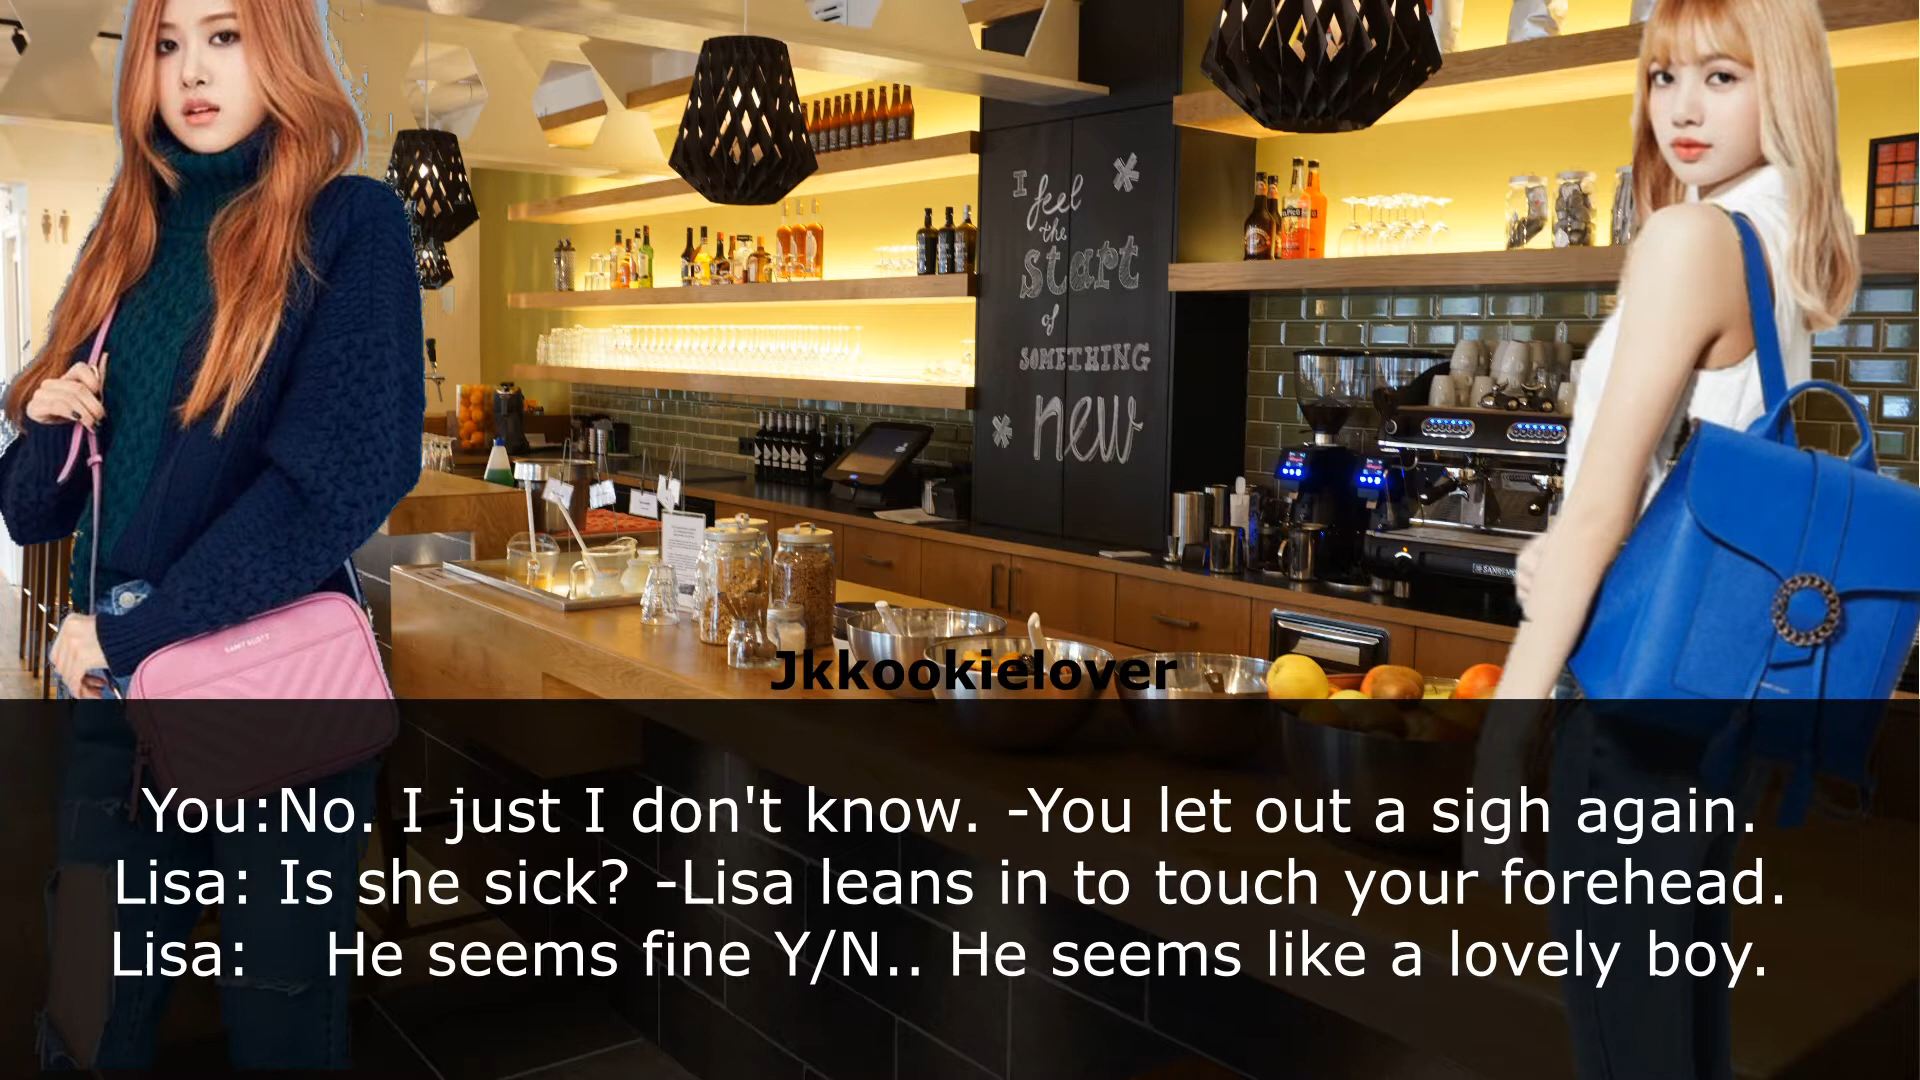 I
feel
the
start
of
SOMETHING
new
Jkkookielover
You:No. I just I don't know. -You let out a sigh again.
Lisa: Is she sick? -Lisa leans in to touch your forehead.
Lisa:    He seems fine Y/N.. He seems like a lovely boy.